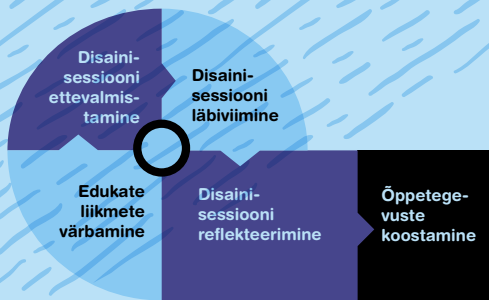 Disaini-
sessiooni
ettevalmis-
tamine
Disaini-
sessiooni
läbiviimine
Edukate
liikmete
värbamine
Disaini-
sessiooni
reflekteerimine
Õppetege-
vuste
koostamine